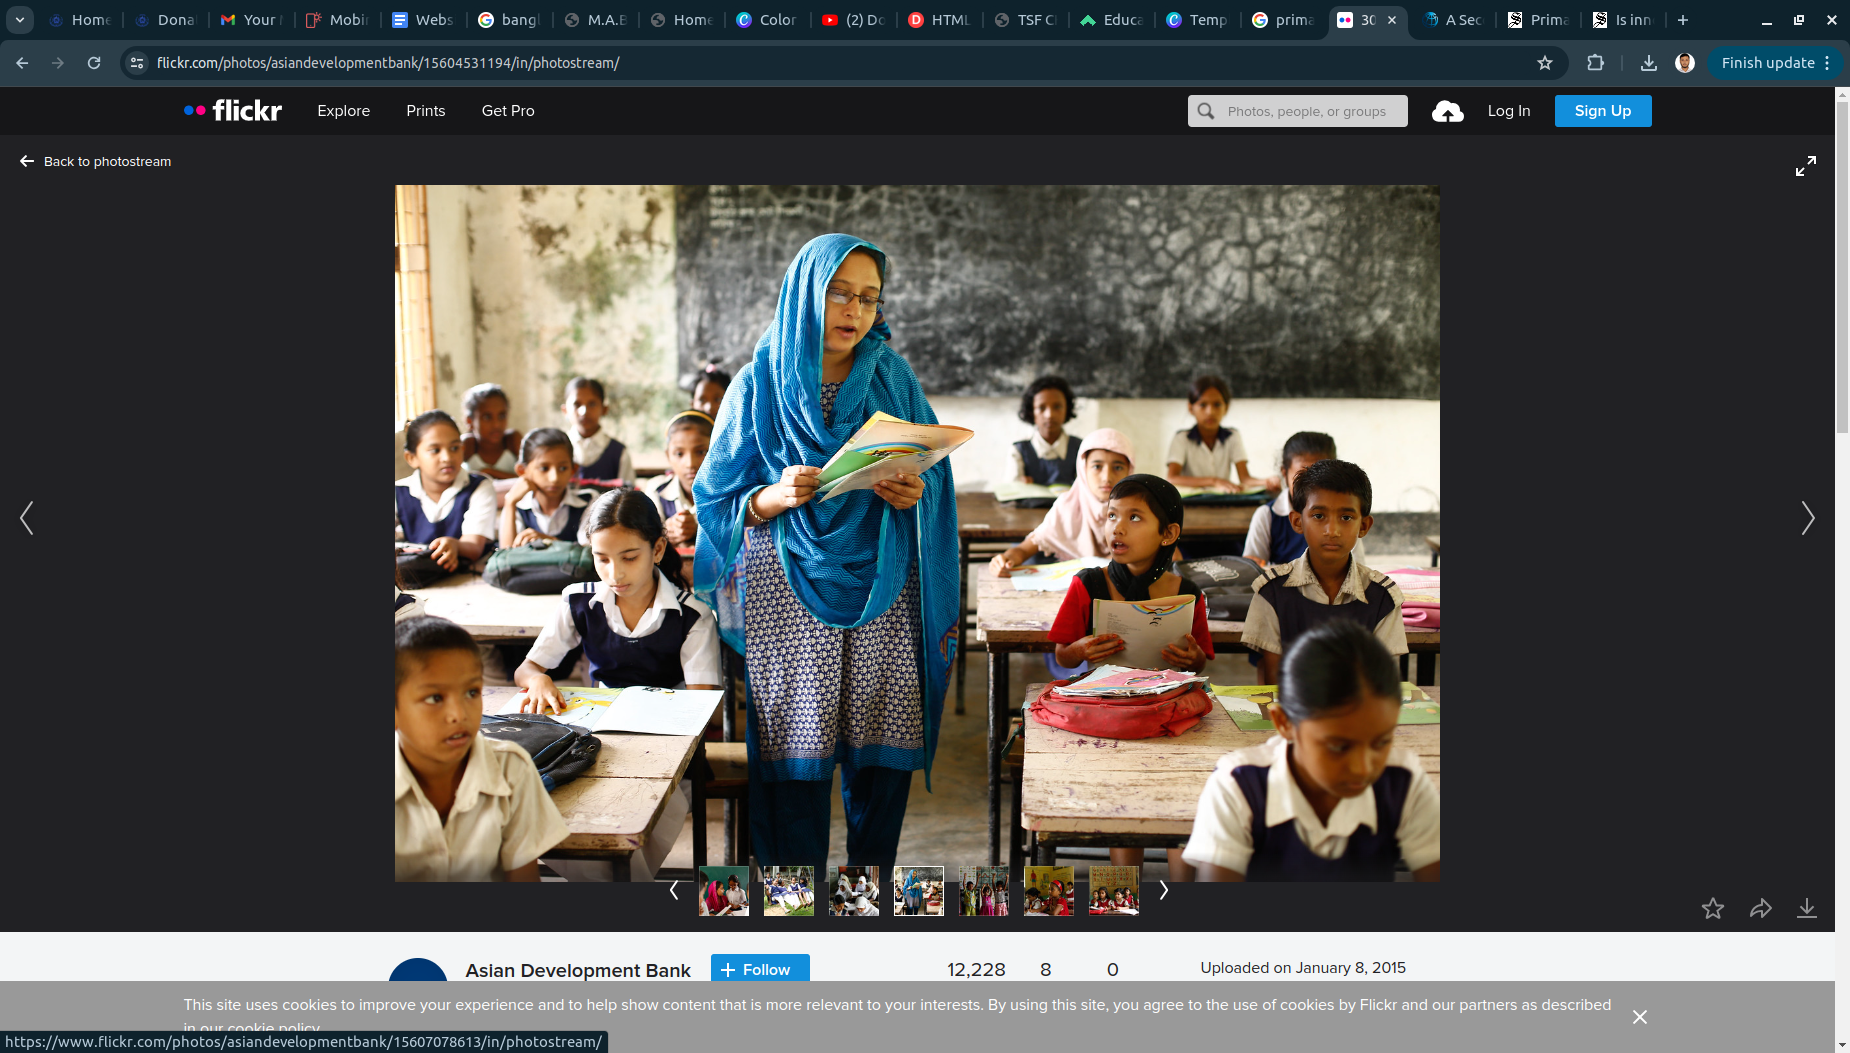 Home
Dona
Your
Mobir
Webs
bangl
M.A.B
Home
Color
(2) Do
HTML
TSF C
Educa
Temp
prima
30
A Sec
Prima
Is inn
flickr.com/photos/asiandevelopmentbank/15604531194/in/photostream/
Finish update
flickr
Explore
Prints
Get Pro
Photos, people, or groups
Log In
Sign Up
Back to photostream
Asian Development Bank
+ Follow
12,228
8
0
Uploaded on January 8, 2015
This site uses cookies to improve your experience and to help show content that is more relevant to your interests. By using this site, you agree to the use of cookies by Flickr and our partners as described
in our cookie policy
https://www.flickr.com/photos/asiandevelopmentbank/15607078613/in/photostream/